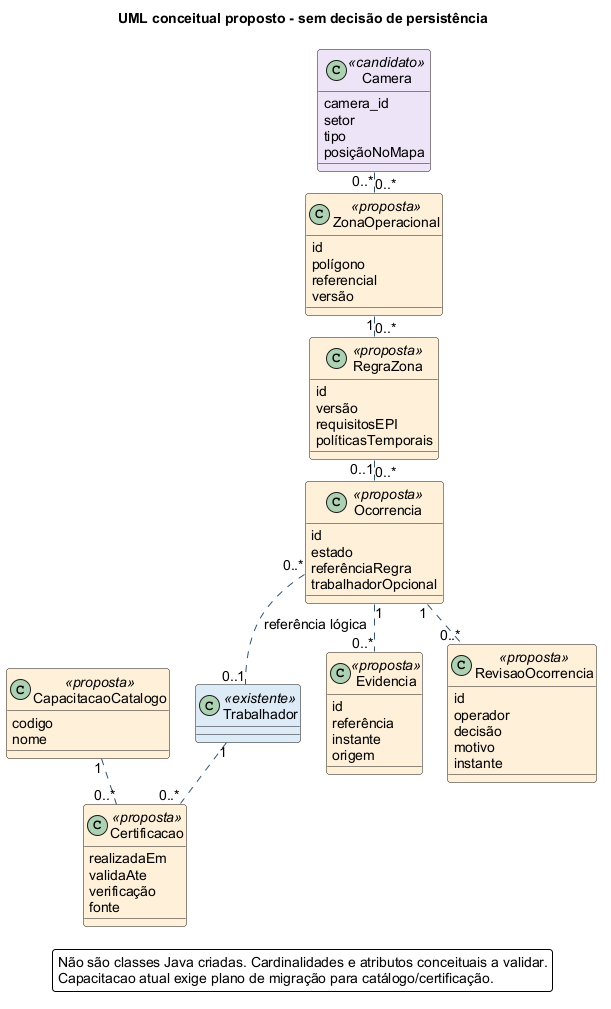 UML conceitual proposto - sem decisão de persistência
C
«candidato»
Camera
camera_id
setor
tipo
posiçãoNoMapa
0..*
0..*
C
«proposta»
ZonaOperacional
id
polígono
referencial
versão
1
0..*
C
«proposta»
RegraZona
id
versão
requisitosEPI
políticasTemporais
0..1
0..*
C
«proposta»
Ocorrencia
id
estado
referênciaRegra
trabalhadorOpcional
0..*
1
1
referência lógica
0..1
0..*
0..*
C
«proposta»
CapacitacaoCatalogo
codigo
nome
C
«existente»
Trabalhador
C
«proposta»
Evidencia
id
referência
instante
origem
C
«proposta»
RevisaoOcorrencia
id
operador
decisão
motivo
instante
1
1
0..*
0..*
C
«proposta»
Certificacao
realizadaEm
validaAte
verificação
fonte
Não são classes Java criadas. Cardinalidades e atributos conceituais a validar.
Capacitacao atual exige plano de migração para catálogo/certificação.